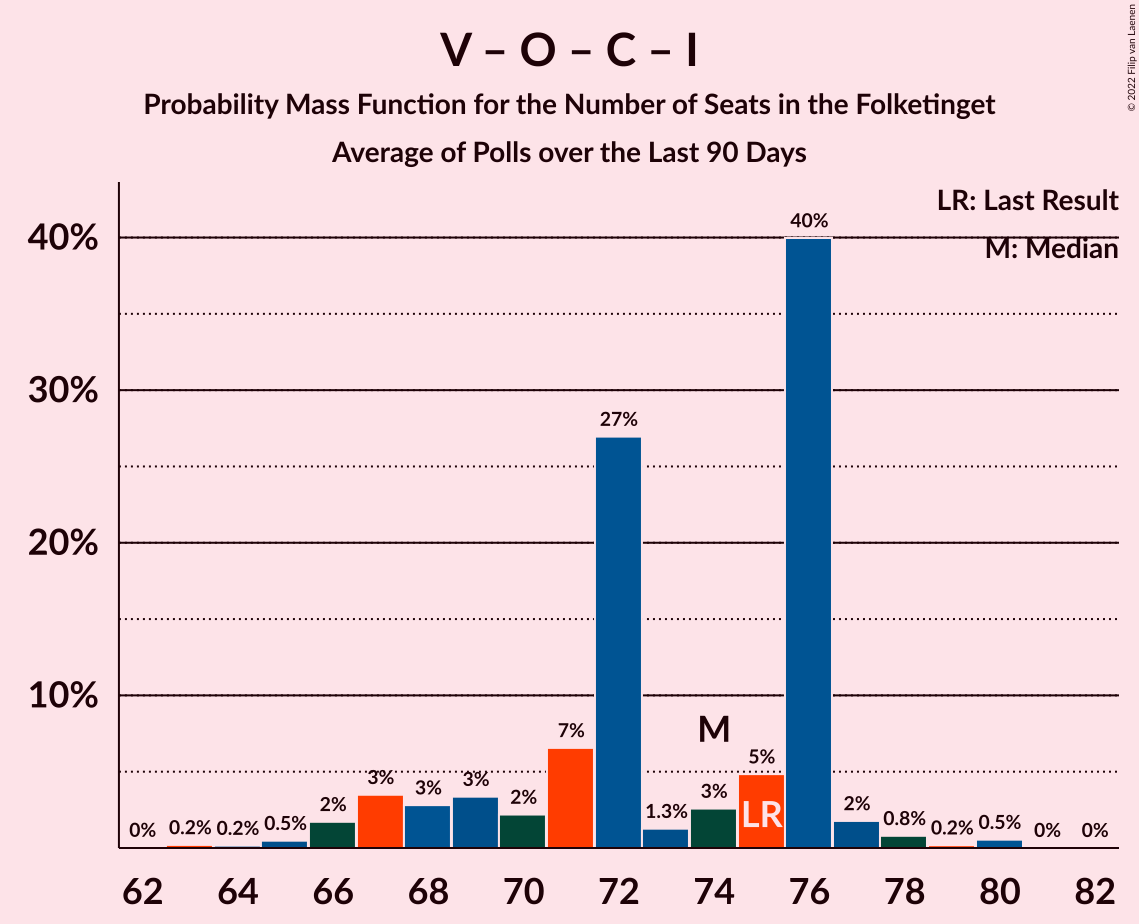 V – O – C – I
Probability Mass Function for the Number of Seats in the Folketinget
Average of Polls over the Last 90 Days
© 2022 Filip van Laenen
LR: Last Result
M: Median
40%
30%
20%
10%
0%
0.2%
0.2%
0.5%
2%
3%
3%
3%
2%
7%
27%
1.3%
3%
5%
40%
2%
0.8%
0.2%
0.5%
0%
0%
M
LR
62 64 66 68 70 72 74 76 78 80 82